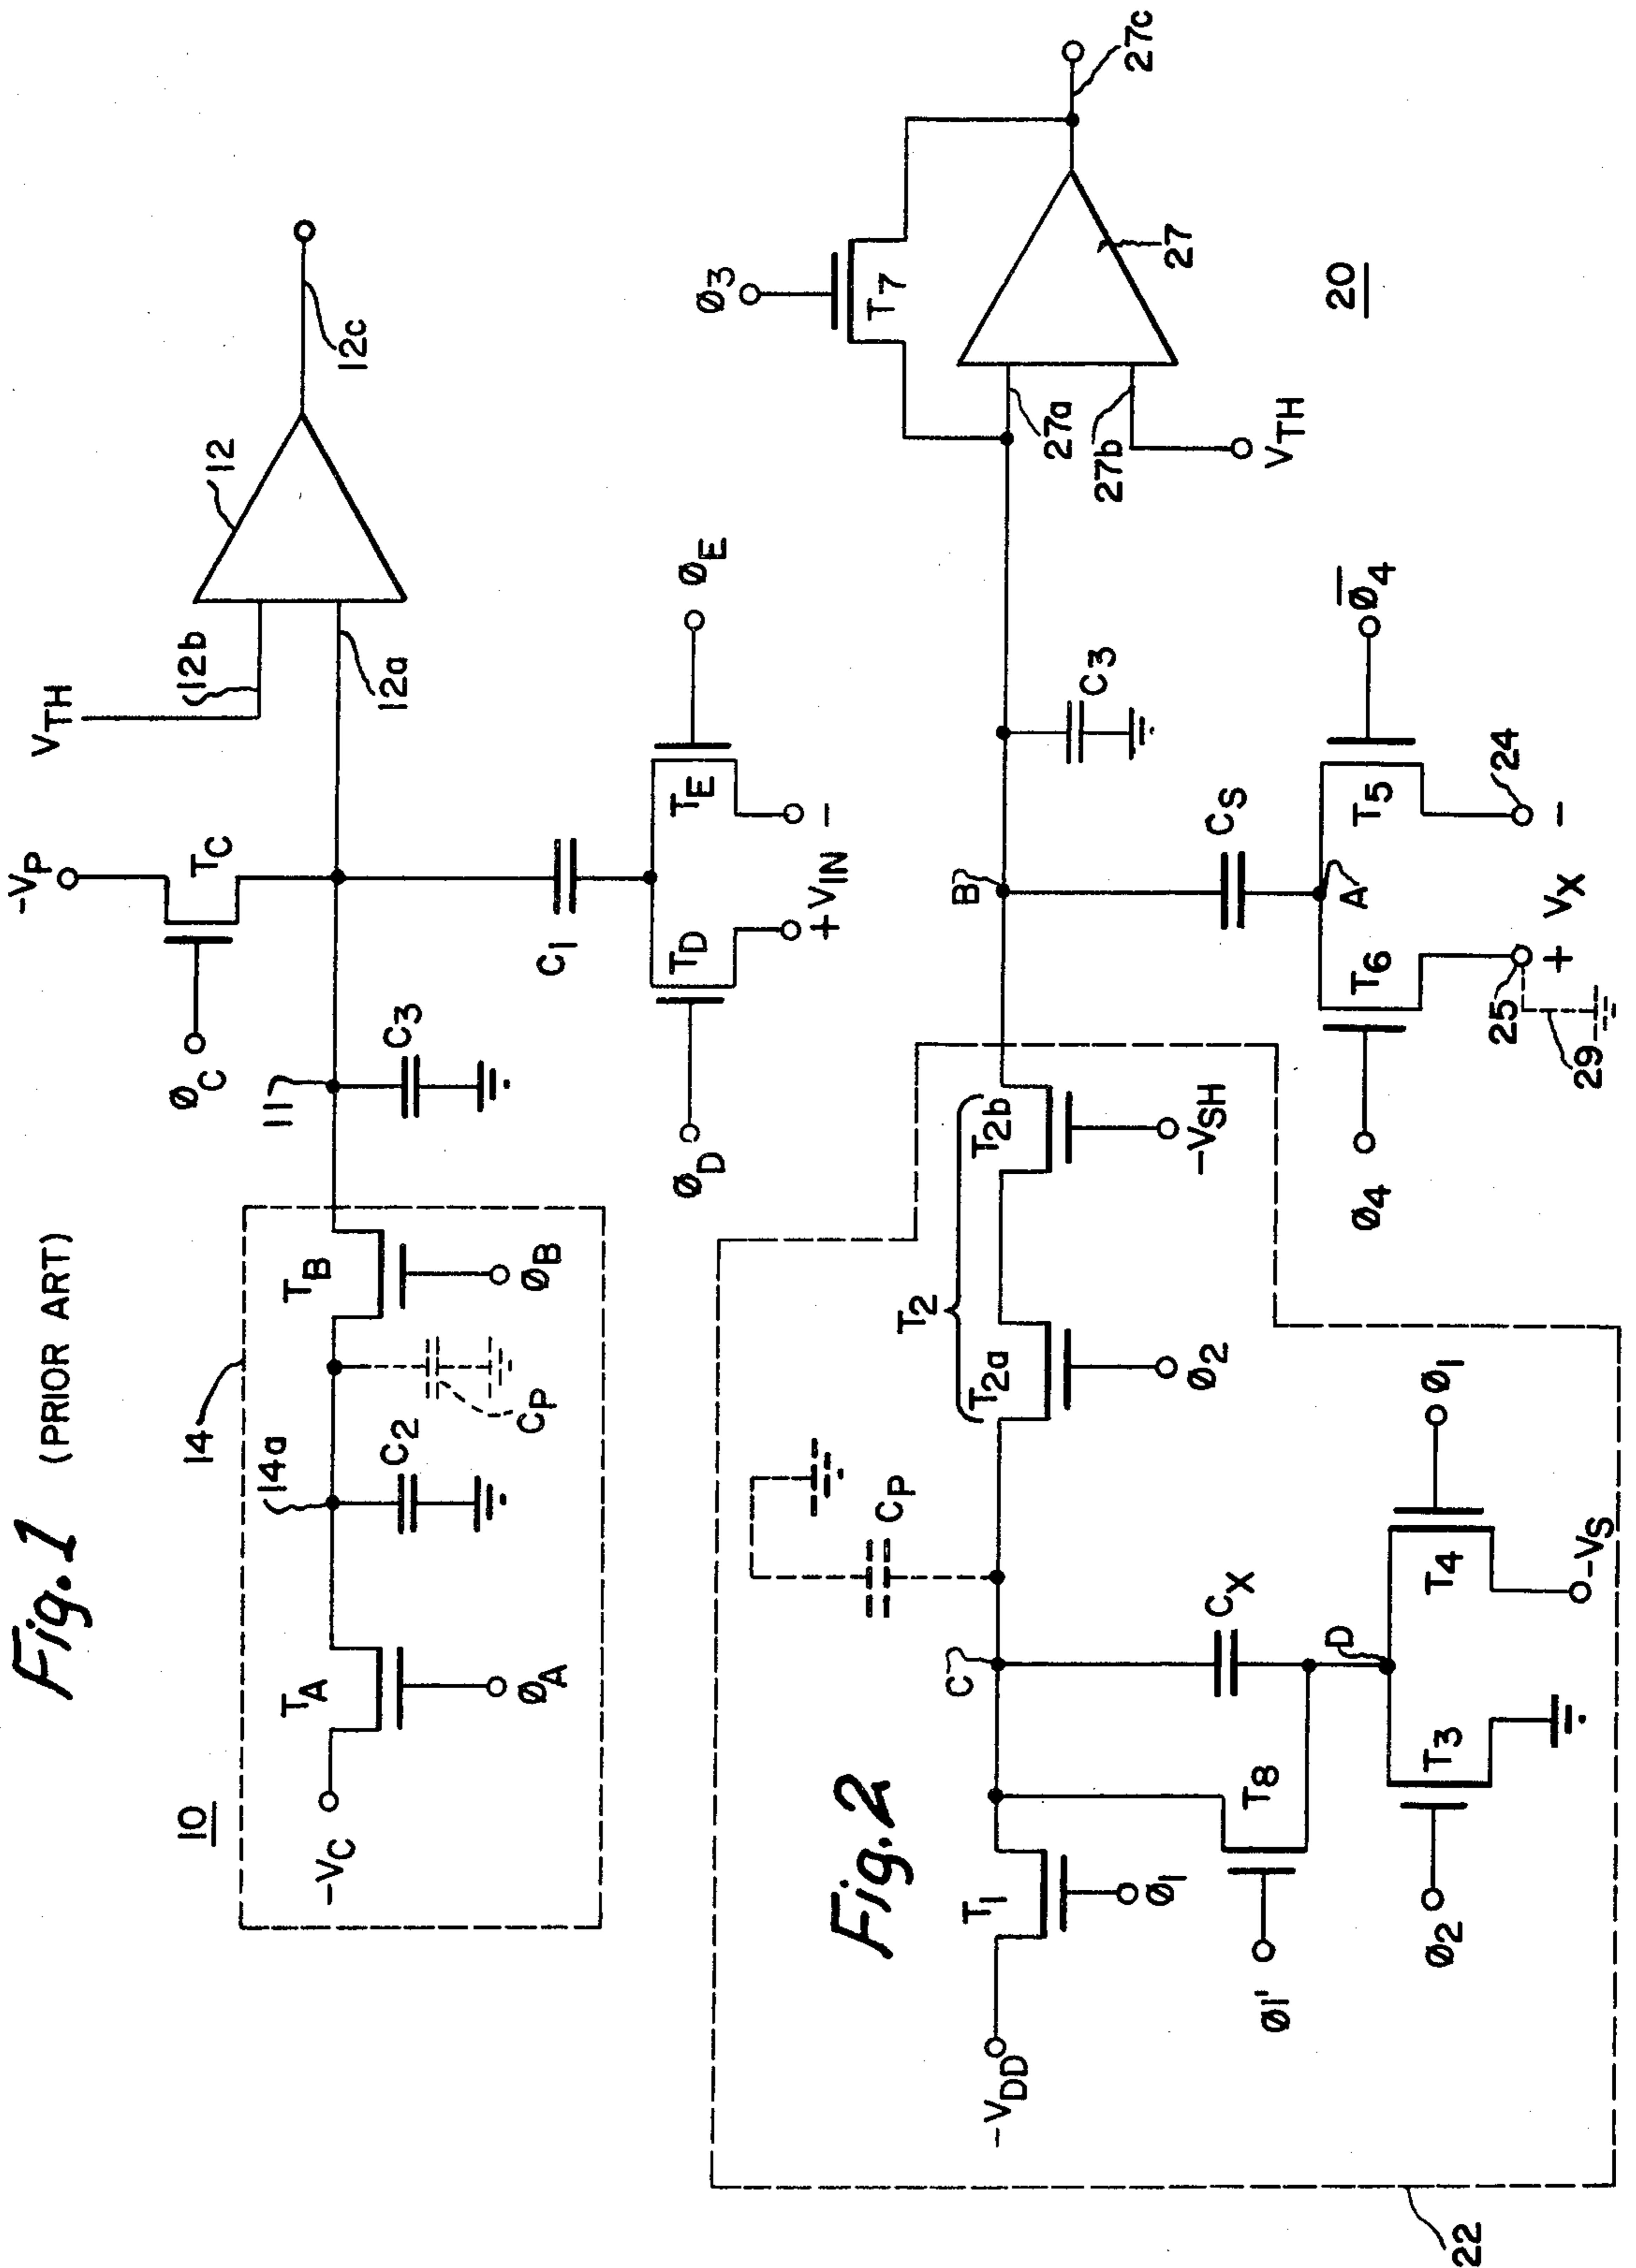 Fig. 1 (PRIOR ART)
10
14
-VC
TA
ØA
14a
C2
CP
TB
ØB
11
C3
ØC
-VP
TC
C1
ØD
TD
TE
ØE
+ VIN -
VTH
12b
12a
12
12c
Fig. 2
20
22
-VDD
T1
Ø1
Ø1'
T8
C
CX
CP
D
T3
T4
Ø2
Ø1
-VS
T2
T2a
T2b
Ø2
-VSH
B
C3
CS
A
Ø4
T6
T5
Ø4
25
+ VX -
24
29
Ø3
T7
27a
27b
VTH
27
27c